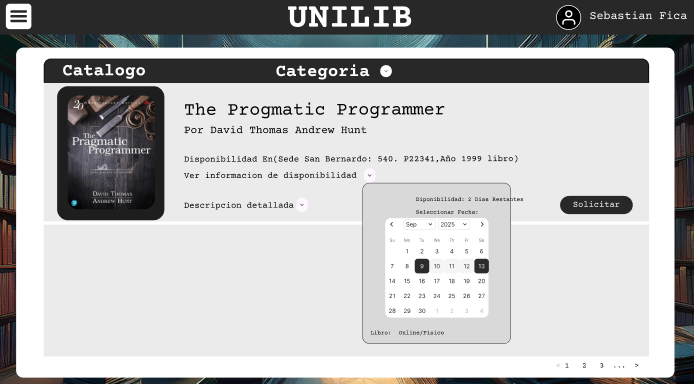 UNILIB
Sebastian Fica
Catalogo
Categoria
20
The
Pragmatic
Programmer
DAVID THOMAS
ANDREW HUNT
The Progmatic Programmer
Por David Thomas Andrew Hunt
Disponibilidad En(Sede San Bernardo: 540. P22341,Año 1999 libro)
Ver informacion de disponibilidad
Descripcion detallada
Solicitar
Diponibilidad: 2 Dias Restantes
Seleccionar Fecha:
< Sep 2025 >
Su Mo Tu We Th Fr Sa
1 2 3 4 5 6
7 8 9 10 11 12 13
14 15 16 17 18 19 20
21 22 23 24 25 26 27
28 29 30 1 2 3 4
Libro: Online/Fisico
< 1 2 3 ... >